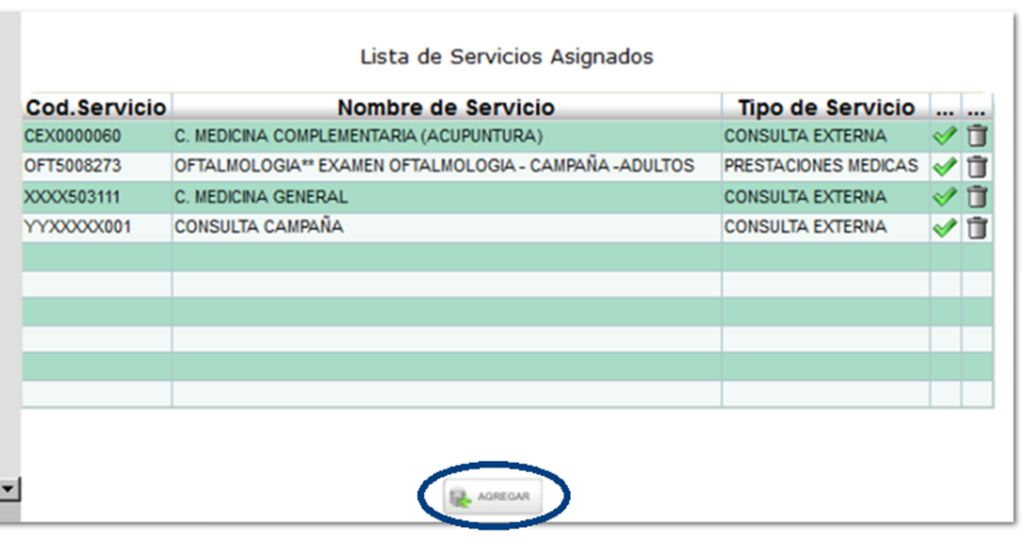 Lista de Servicios Asignados
Cod.Servicio Nombre de Servicio Tipo de Servicio ... ...
CEX0000060 C. MEDICINA COMPLEMENTARIA (ACUPUNTURA) CONSULTA EXTERNA
OFT5008273 OFTALMOLOGIA** EXAMEN OFTALMOLOGIA - CAMPAÑA -ADULTOS PRESTACIONES MEDICAS
XXXX503111 C. MEDICINA GENERAL CONSULTA EXTERNA
YYXXXXX001 CONSULTA CAMPAÑA CONSULTA EXTERNA
AGREGAR